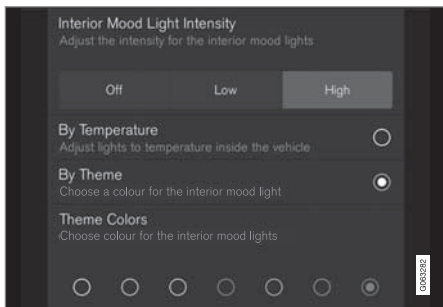 Interior Mood Light Intensity
Adjust the intensity for the interior mood lights
Off Low High
By Temperature
Adjust lights to temperature inside the vehicle
By Theme
Choose a colour for the interior mood light
Theme Colors
Choose colour for the interior mood lights
G063282